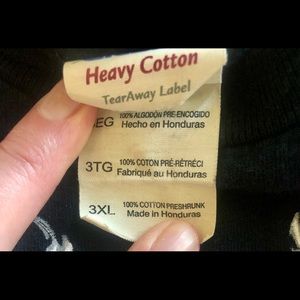 Heavy Cotton
TearAway Label
EG 100% ALGODÓN PRE-ENCOGIDO
Hecho en Honduras
3TG 100% COTON PRÉ-RÉTRÉCI
Fabriqué au Honduras
3XL 100% COTTON PRESHRUNK
Made in Honduras